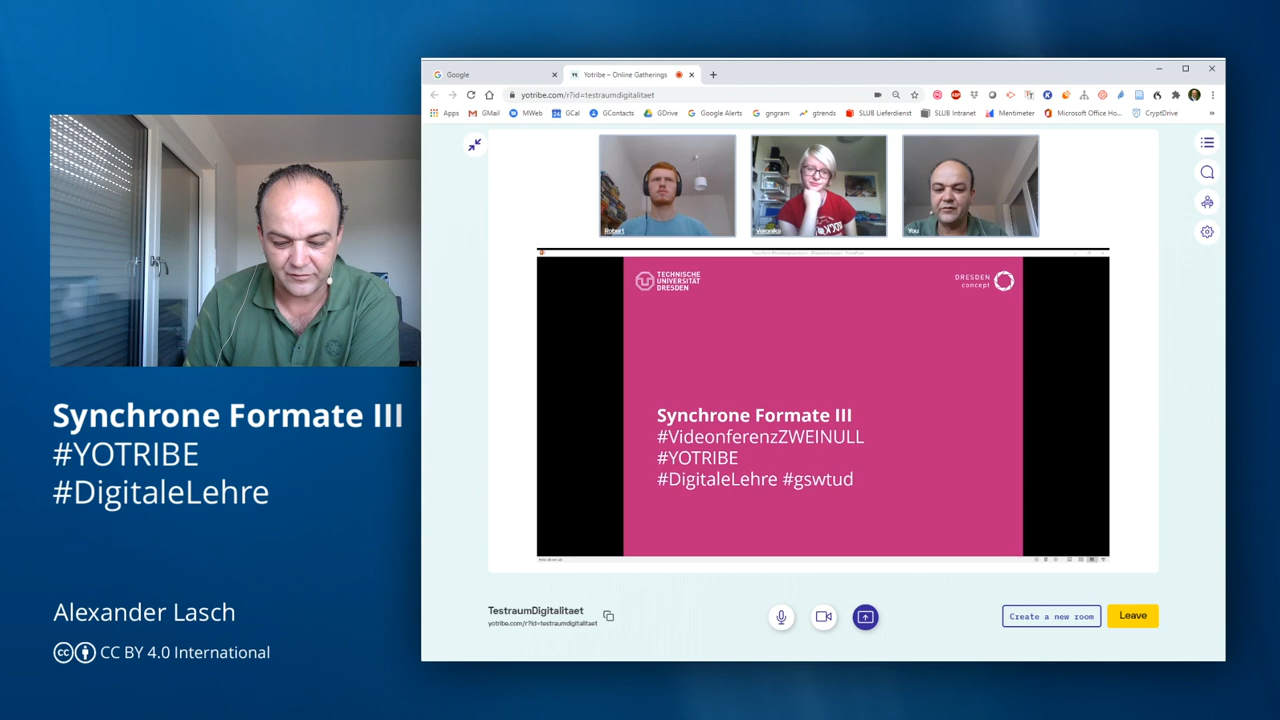 Synchrone Formate III
#YOTRIBE
#DigitaleLehre
Alexander Lasch
CC BY 4.0 International
Google
Yotribe – Online Gatherings
yotribe.com/r?id=testraumdigitalitaet
Apps GMail MWeb GCal GContacts GDrive Google Alerts gngram gtrends SLUB Lieferdienst SLUB Intranet Mentimeter Microsoft Office Ho... CryptDrive »
Robert
Veronika
You
TECHNISCHE
UNIVERSITÄT
DRESDEN
DRESDEN
concept
Synchrone Formate III
#VideonferenzZWEINULL
#YOTRIBE
#DigitaleLehre #gswtud
TestraumDigitalitaet
yotribe.com/r?id=testraumdigitalitaet
Create a new room
Leave